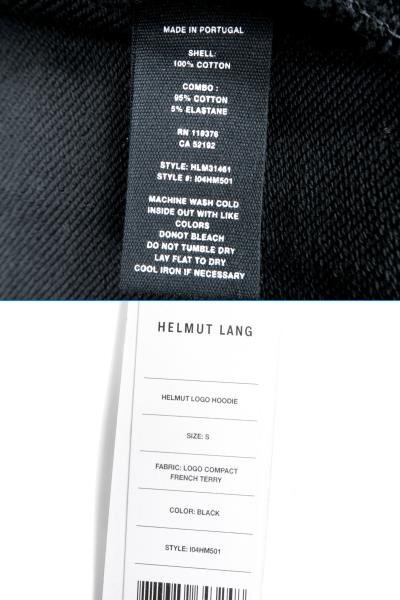 MADE IN PORTUGAL
SHELL:
100% COTTON
COMBO :
95% COTTON
5% ELASTANE
RN 119376
CA 52192
STYLE: HLM31461
STYLE #: I04HM501
MACHINE WASH COLD
INSIDE OUT WITH LIKE
COLORS
DONOT BLEACH
DO NOT TUMBLE DRY
LAY FLAT TO DRY
COOL IRON IF NECESSARY
HELMUT LANG
HELMUT LOGO HOODIE
SIZE: S
FABRIC: LOGO COMPACT
FRENCH TERRY
COLOR: BLACK
STYLE: I04HM501